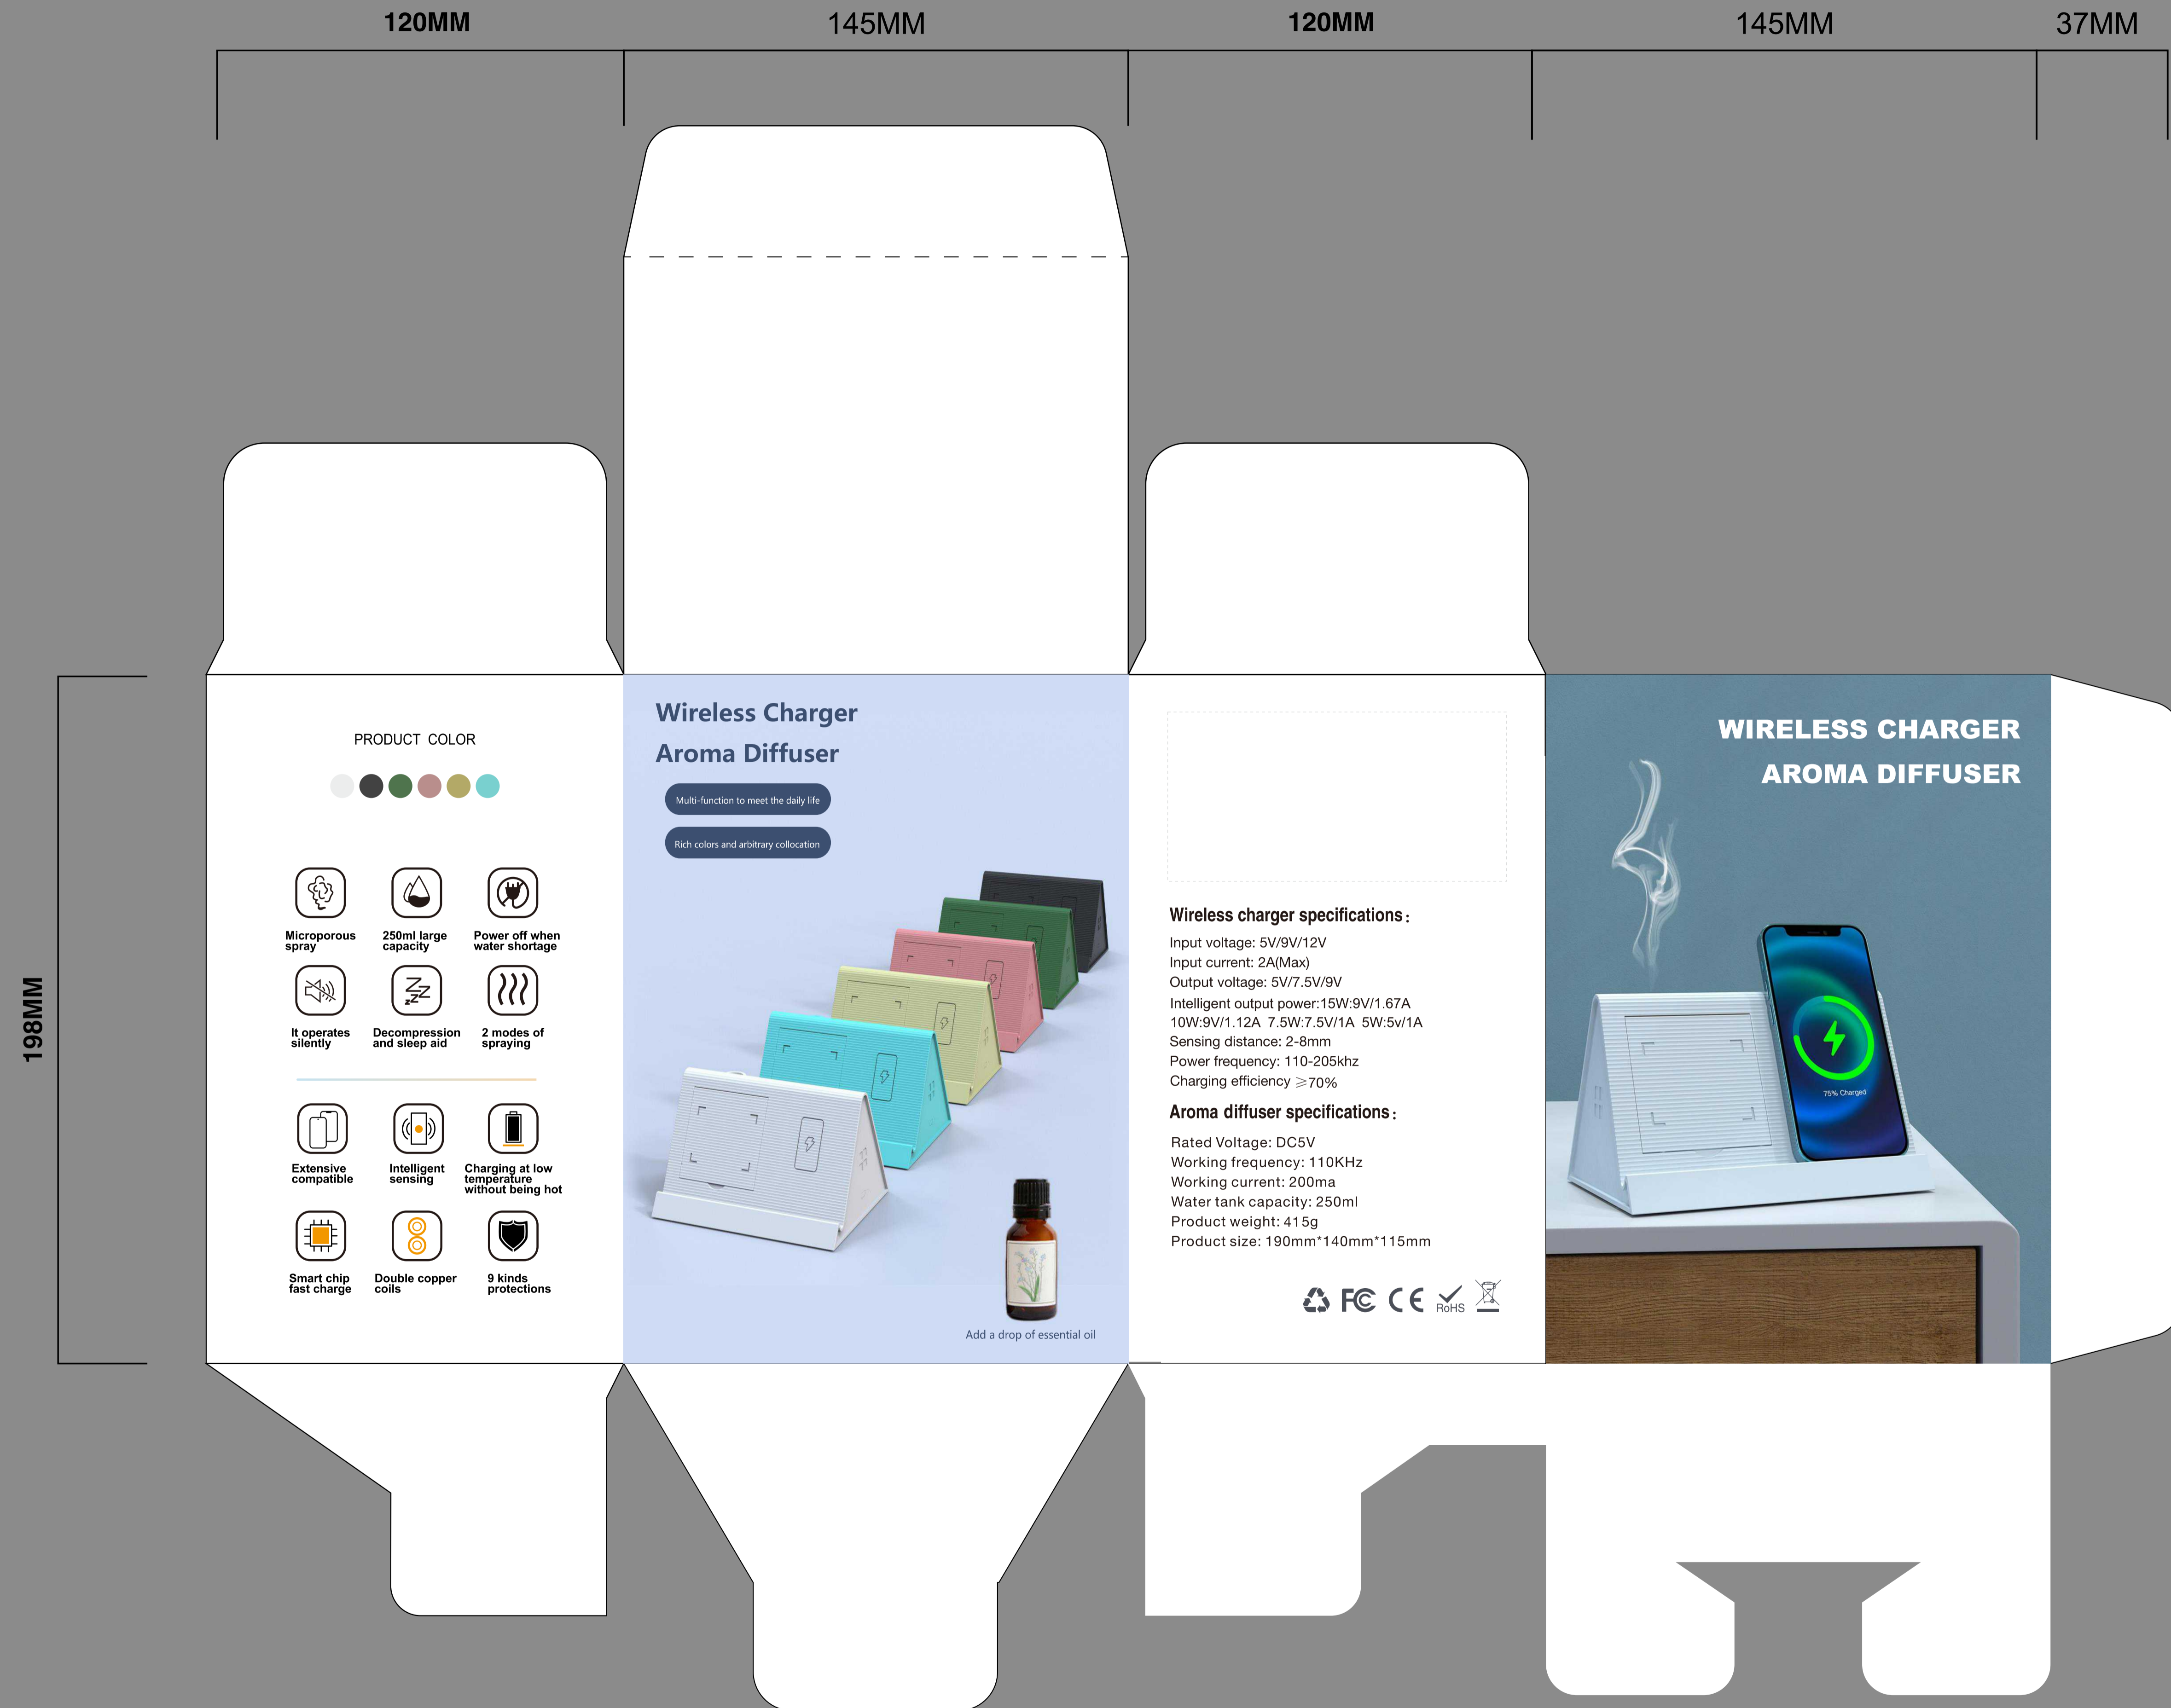 120MM
145MM
120MM
145MM
37MM
198MM
PRODUCT COLOR
Microporous
spray
250ml large
capacity
Power off when
water shortage
It operates
silently
Decompression
and sleep aid
2 modes of
spraying
Extensive
compatible
Intelligent
sensing
Charging at low
temperature
without being hot
Smart chip
fast charge
Double copper
coils
9 kinds
protections
Wireless Charger
Aroma Diffuser
Multi-function to meet the daily life
Rich colors and arbitrary collocation
Add a drop of essential oil
Wireless charger specifications:
Input voltage: 5V/9V/12V
Input current: 2A(Max)
Output voltage: 5V/7.5V/9V
Intelligent output power:15W:9V/1.67A
10W:9V/1.12A 7.5W:7.5V/1A 5W:5v/1A
Sensing distance: 2-8mm
Power frequency: 110-205khz
Charging efficiency ≥70%
Aroma diffuser specifications:
Rated Voltage: DC5V
Working frequency: 110KHz
Working current: 200ma
Water tank capacity: 250ml
Product weight: 415g
Product size: 190mm*140mm*115mm
FC CE RoHS
WIRELESS CHARGER
AROMA DIFFUSER
75% Charged